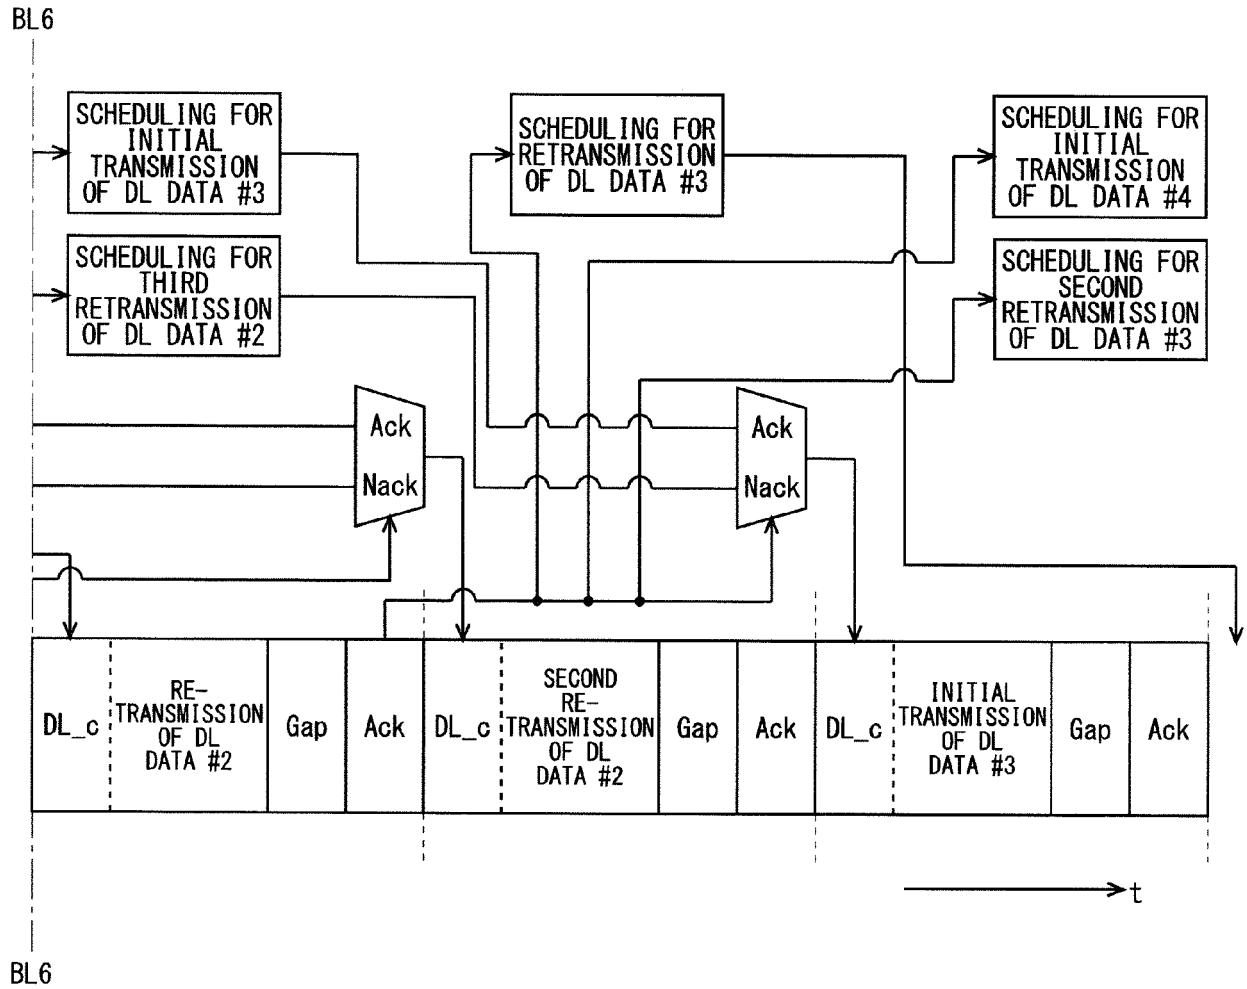 BL6
SCHEDULING FOR
INITIAL
TRANSMISSION
OF DL DATA #3
SCHEDULING FOR
RETRANSMISSION
OF DL DATA #3
SCHEDULING FOR
INITIAL
TRANSMISSION
OF DL DATA #4
SCHEDULING FOR
THIRD
RETRANSMISSION
OF DL DATA #2
SCHEDULING FOR
SECOND
RETRANSMISSION
OF DL DATA #3
Ack
Nack
Ack
Nack
DL_c
RE-
TRANSMISSION
OF DL
DATA #2
Gap
Ack
DL_c
SECOND
RE-
TRANSMISSION
OF DL
DATA #2
Gap
Ack
DL_c
INITIAL
TRANSMISSION
OF DL
DATA #3
Gap
Ack
t
BL6